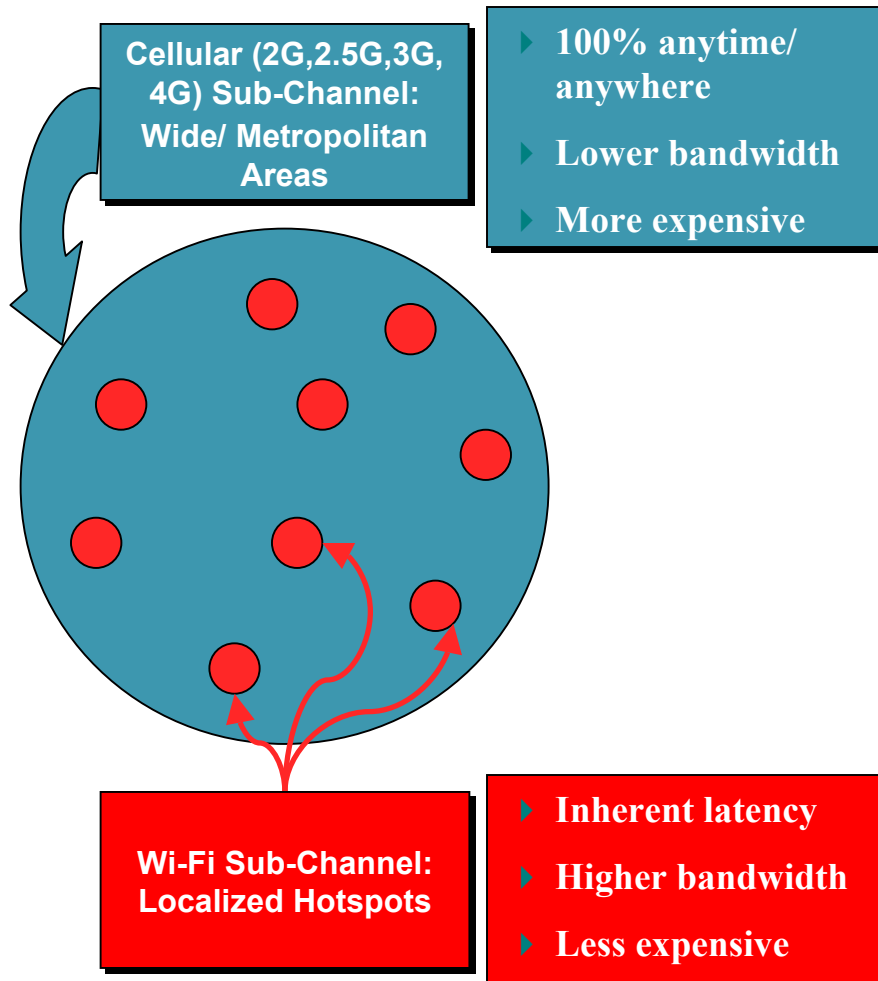 Cellular (2G,2.5G,3G,
4G) Sub-Channel:
Wide/ Metropolitan
Areas
100% anytime/
anywhere
Lower bandwidth
More expensive
Wi-Fi Sub-Channel:
Localized Hotspots
Inherent latency
Higher bandwidth
Less expensive